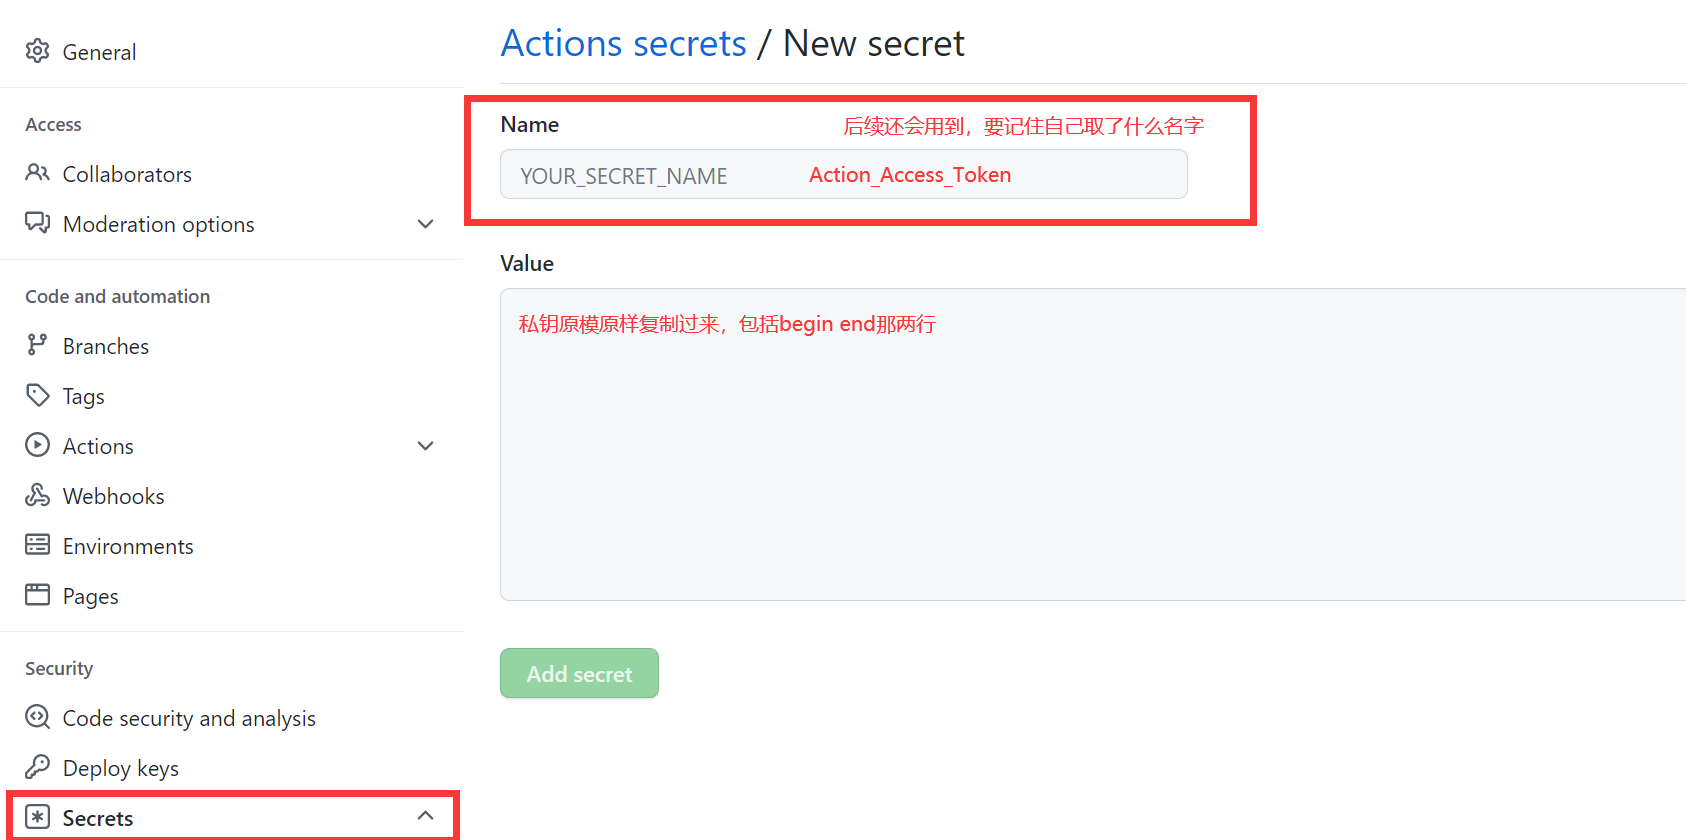 General
Access
Collaborators
Moderation options
Code and automation
Branches
Tags
Actions
Webhooks
Environments
Pages
Security
Code security and analysis
Deploy keys
Secrets
Actions secrets / New secret
Name
后续还会用到，要记住自己取了什么名字
YOUR_SECRET_NAME Action_Access_Token
Value
私钥原模原样复制过来，包括begin end那两行
Add secret